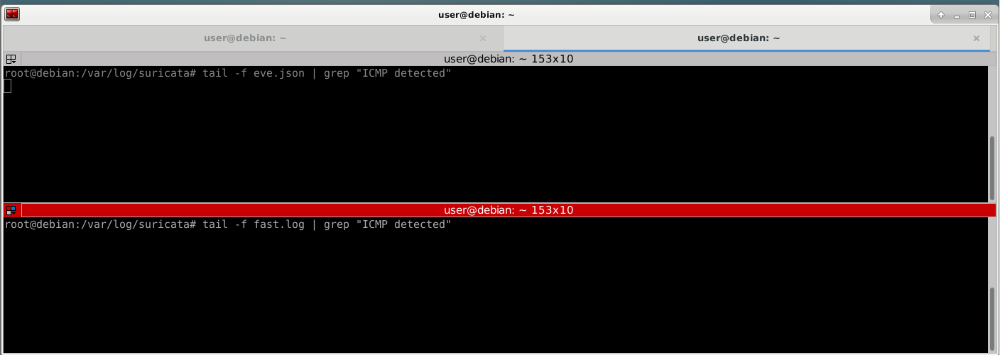 user@debian: ~
user@debian: ~ × user@debian: ~ ×
user@debian: ~ 153x10
root@debian:/var/log/suricata# tail -f eve.json | grep "ICMP detected"
user@debian: ~ 153x10
root@debian:/var/log/suricata# tail -f fast.log | grep "ICMP detected"